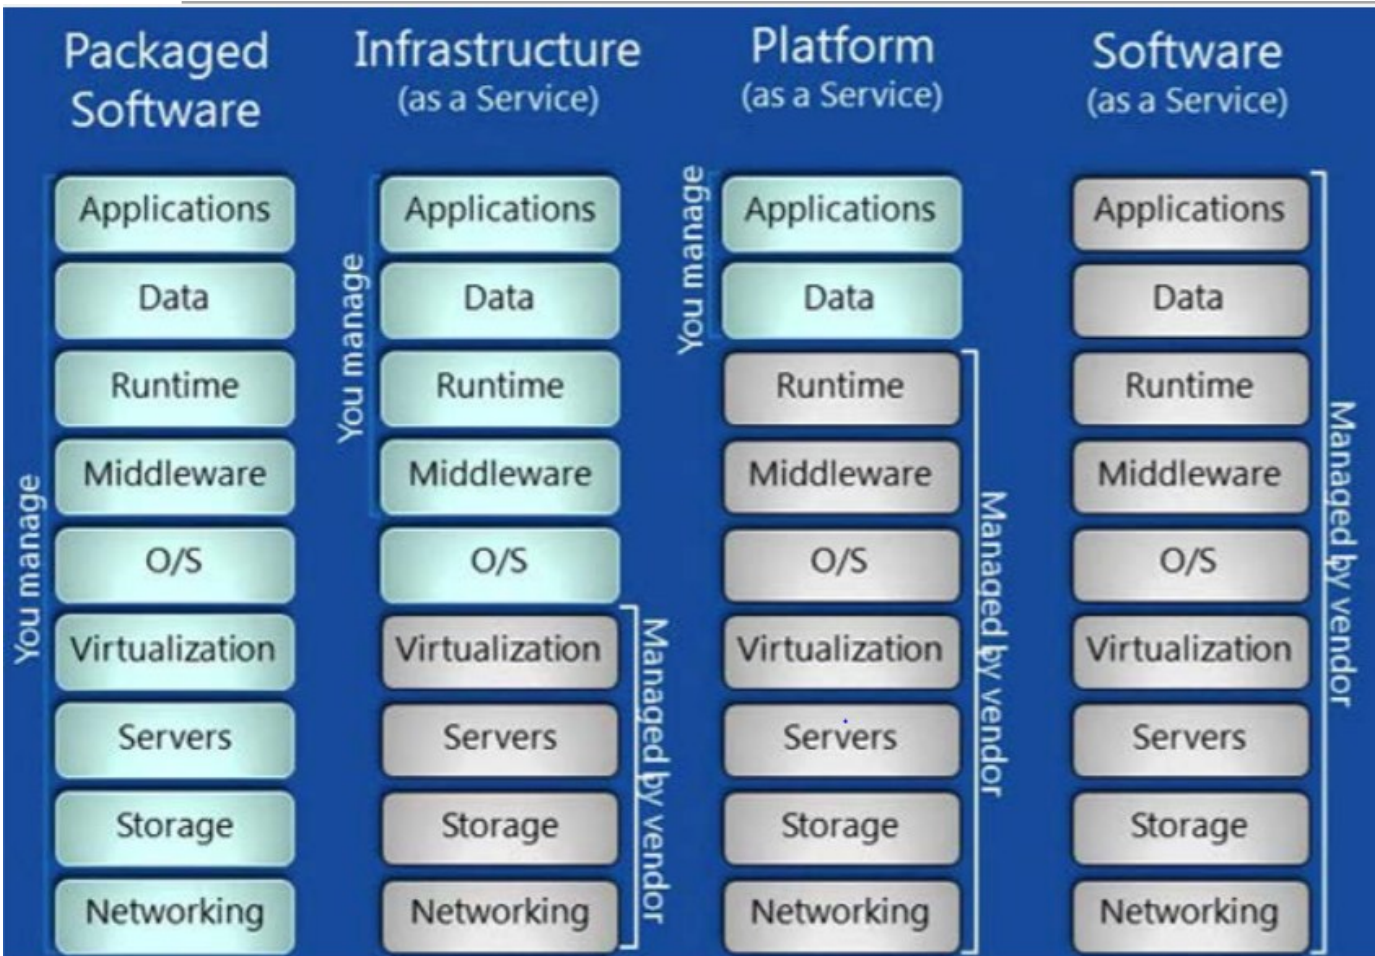 Packaged
Software
Infrastructure
(as a Service)
Platform
(as a Service)
Software
(as a Service)
You manage
Applications
Data
Runtime
Middleware
O/S
Virtualization
Servers
Storage
Networking
You manage
Applications
Data
Runtime
Middleware
O/S
Virtualization
Servers
Storage
Networking
Managed by vendor
You manage
Applications
Data
Runtime
Middleware
O/S
Virtualization
Servers
Storage
Networking
Managed by vendor
Applications
Data
Runtime
Middleware
O/S
Virtualization
Servers
Storage
Networking
Managed by vendor